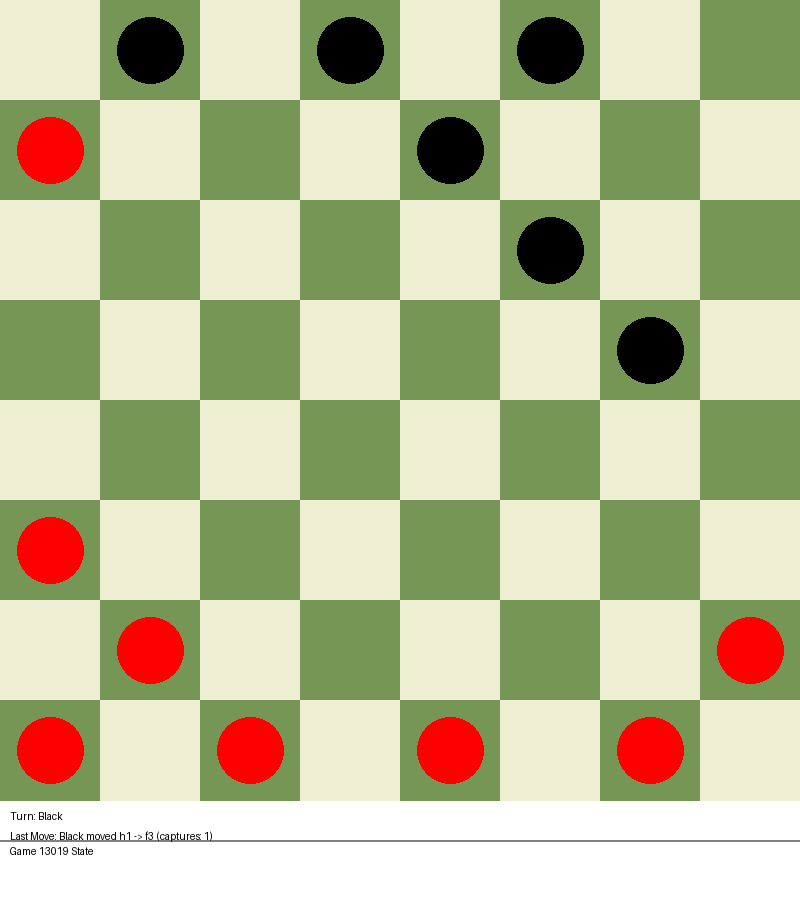 Turn: Black
Last Move: Black moved h1 -> f3 (captures: 1)
Game 13019 State